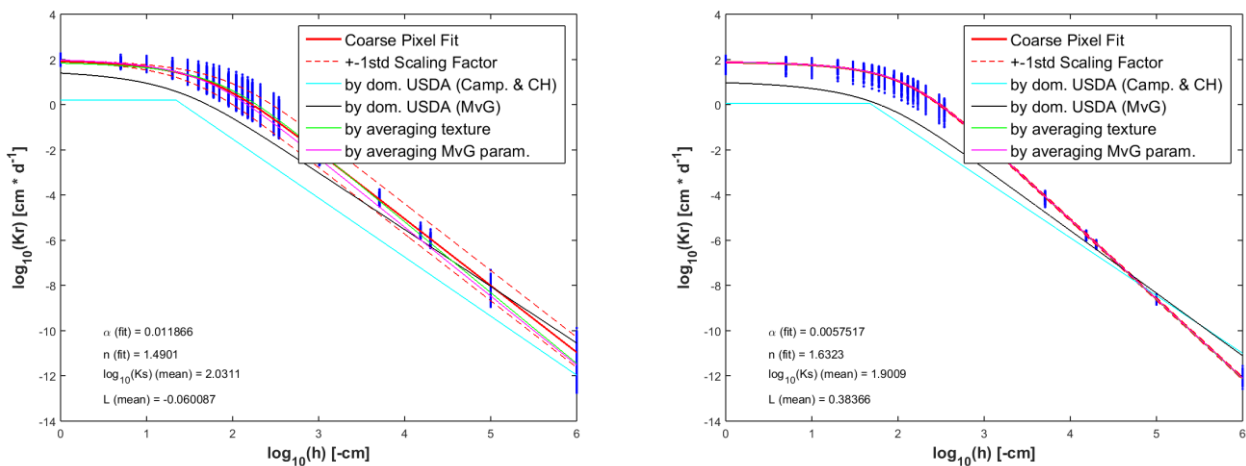 4
2
0
-2
-4
-6
-8
-10
-12
-14
0 1 2 3 4 5 6
log10(Kr) [cm * d-1]
log10(h) [-cm]
Coarse Pixel Fit
+-1std Scaling Factor
by dom. USDA (Camp. & CH)
by dom. USDA (MvG)
by averaging texture
by averaging MvG param.
α (fit) = 0.011866
n (fit) = 1.4901
log10(Ks) (mean) = 2.0311
L (mean) = -0.060087
4
2
0
-2
-4
-6
-8
-10
-12
-14
0 1 2 3 4 5 6
log10(Kr) [cm * d-1]
log10(h) [-cm]
Coarse Pixel Fit
+-1std Scaling Factor
by dom. USDA (Camp. & CH)
by dom. USDA (MvG)
by averaging texture
by averaging MvG param.
α (fit) = 0.0057517
n (fit) = 1.6323
log10(Ks) (mean) = 1.9009
L (mean) = 0.38366